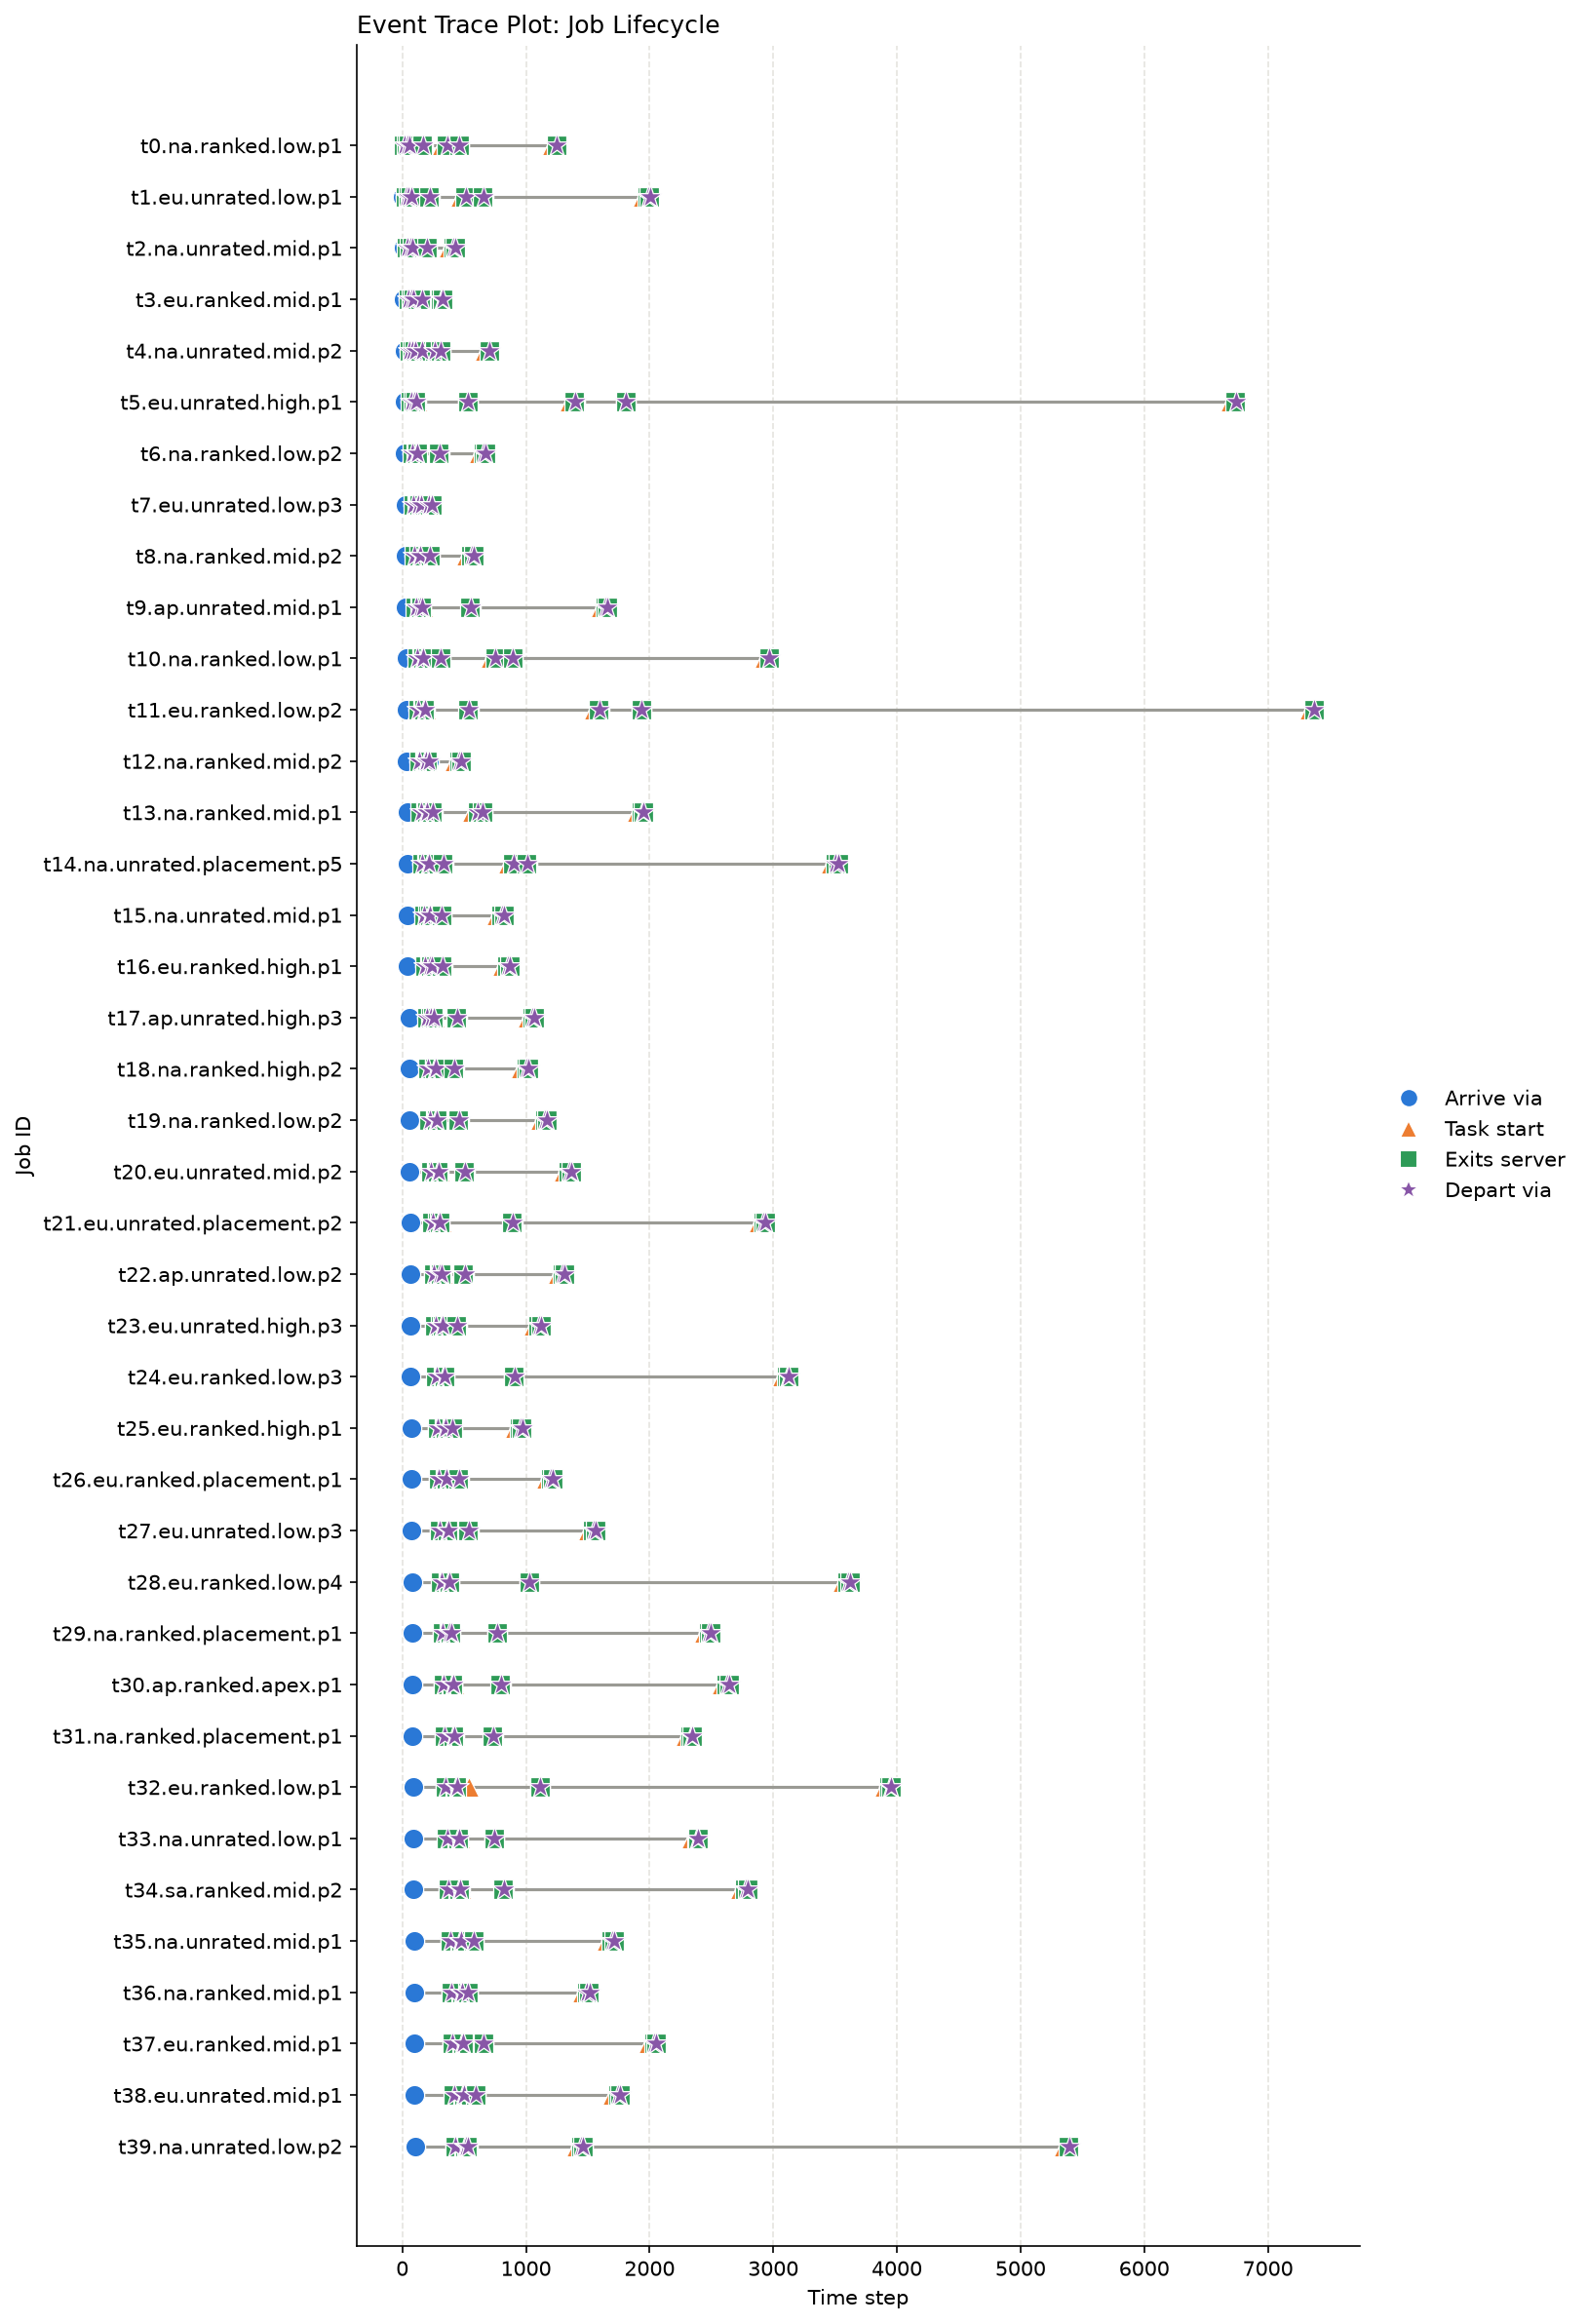 Event Trace Plot: Job Lifecycle
t0.na.ranked.low.p1
t1.eu.unrated.low.p1
t2.na.unrated.mid.p1
t3.eu.ranked.mid.p1
t4.na.unrated.mid.p2
t5.eu.unrated.high.p1
t6.na.ranked.low.p2
t7.eu.unrated.low.p3
t8.na.ranked.mid.p2
t9.ap.unrated.mid.p1
t10.na.ranked.low.p1
t11.eu.ranked.low.p2
t12.na.ranked.mid.p2
t13.na.ranked.mid.p1
t14.na.unrated.placement.p5
t15.na.unrated.mid.p1
t16.eu.ranked.high.p1
t17.ap.unrated.high.p3
t18.na.ranked.high.p2
t19.na.ranked.low.p2
t20.eu.unrated.mid.p2
t21.eu.unrated.placement.p2
t22.ap.unrated.low.p2
t23.eu.unrated.high.p3
t24.eu.ranked.low.p3
t25.eu.ranked.high.p1
t26.eu.ranked.placement.p1
t27.eu.unrated.low.p3
t28.eu.ranked.low.p4
t29.na.ranked.placement.p1
t30.ap.ranked.apex.p1
t31.na.ranked.placement.p1
t32.eu.ranked.low.p1
t33.na.unrated.low.p1
t34.sa.ranked.mid.p2
t35.na.unrated.mid.p1
t36.na.ranked.mid.p1
t37.eu.ranked.mid.p1
t38.eu.unrated.mid.p1
t39.na.unrated.low.p2
Job ID
0 1000 2000 3000 4000 5000 6000 7000
Time step
Arrive via
Task start
Exits server
Depart via